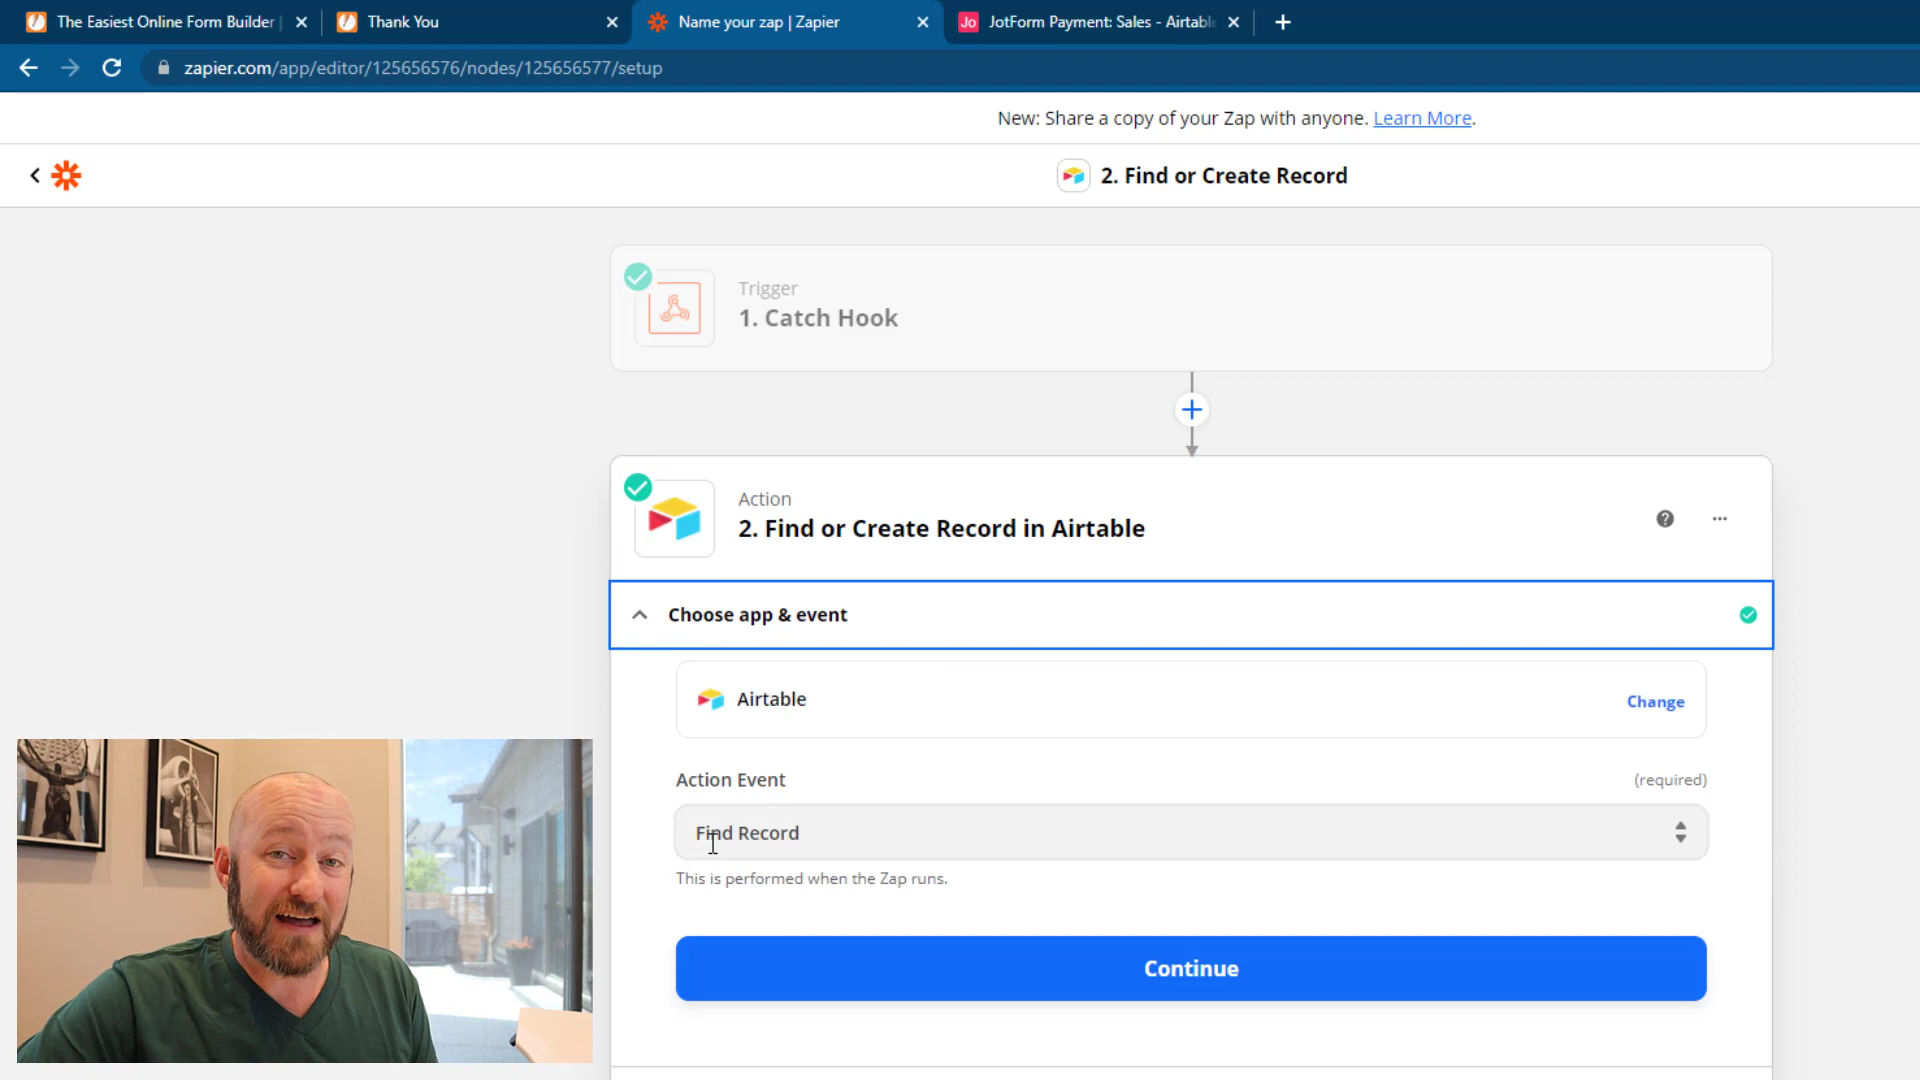 The Easiest Online Form Builder
Thank You
Name your zap | Zapier
Jo
JotForm Payment: Sales - Airtabl
zapier.com/app/editor/125656576/nodes/125656577/setup
New: Share a copy of your Zap with anyone. Learn More.
2. Find or Create Record
Trigger
1. Catch Hook
Action
2. Find or Create Record in Airtable
Choose app & event
Airtable
Change
Action Event
(required)
Find Record
This is performed when the Zap runs.
Continue